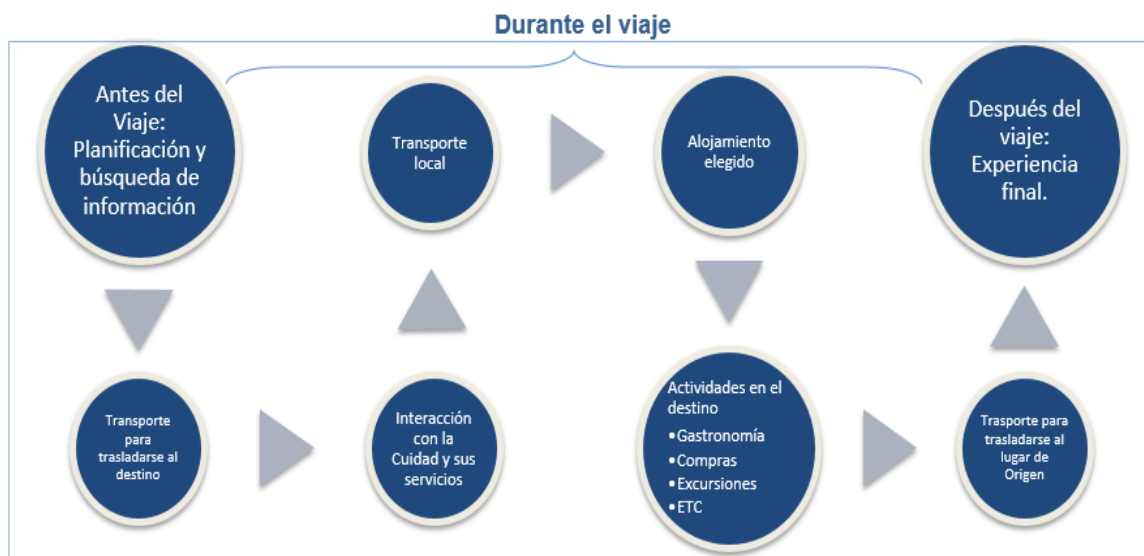 Durante el viaje
Antes del
Viaje:
Planificación y
búsqueda de
información
Transporte
para
trasladarse al
destino
Interacción
con la
Cuidad y sus
servicios
Transporte
local
Alojamiento
elegido
Actividades en el
destino
•Gastronomía
•Compras
•Excursiones
•ETC
Trasporte para
trasladarse al
lugar de
Origen
Después del
viaje:
Experiencia
final.